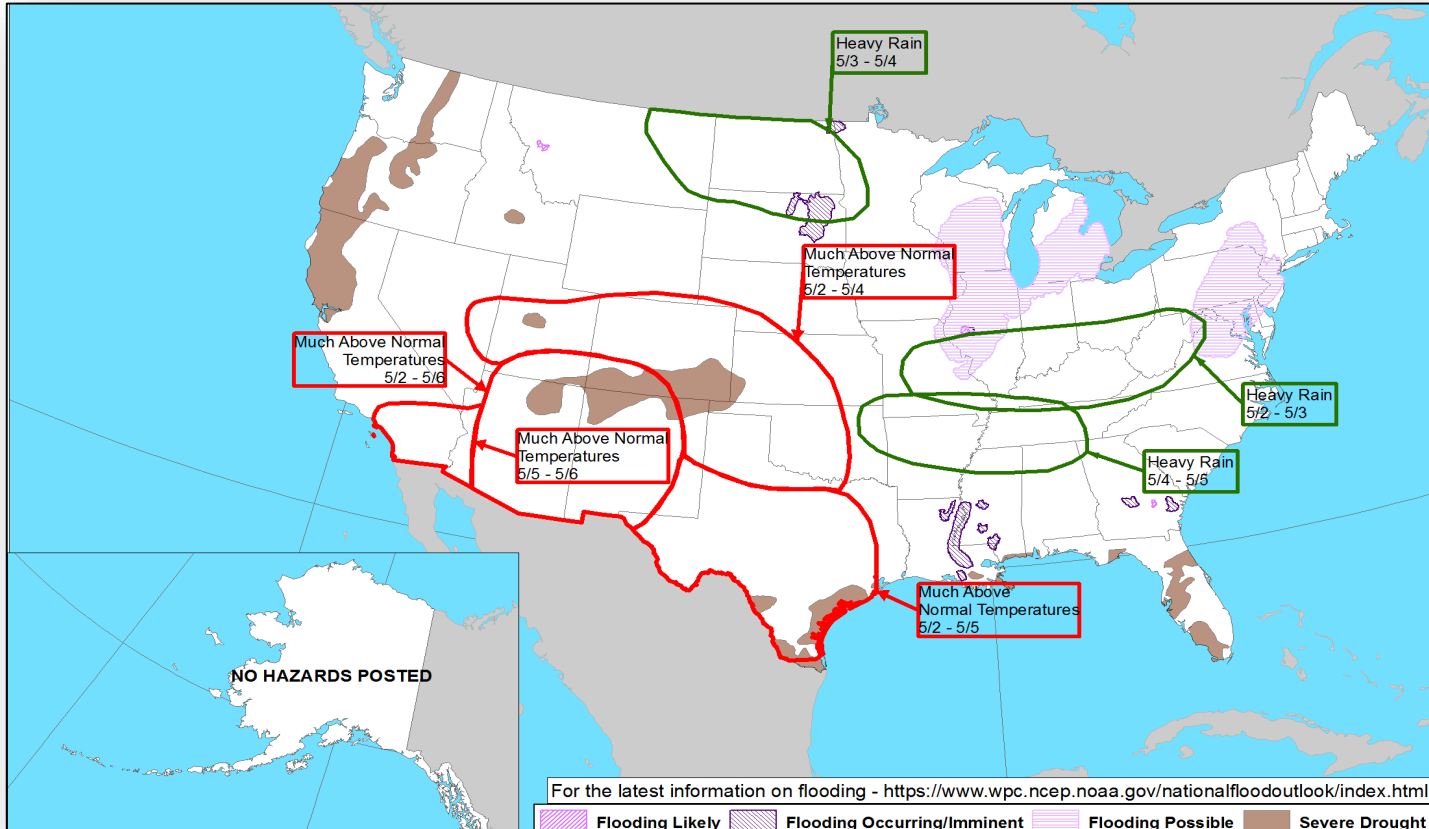 Heavy Rain
5/3 - 5/4
Much Above Normal
Temperatures
5/2 - 5/4
Much Above Normal
Temperatures
5/2 - 5/6
Heavy Rain
5/2 - 5/3
Much Above Normal
Temperatures
5/5 - 5/6
Heavy Rain
5/4 - 5/5
Much Above
Normal Temperatures
5/2 - 5/5
NO HAZARDS POSTED
For the latest information on flooding - https://www.wpc.ncep.noaa.gov/nationalfloodoutlook/index.html
Flooding Likely
Flooding Occurring/Imminent
Flooding Possible
Severe Drought